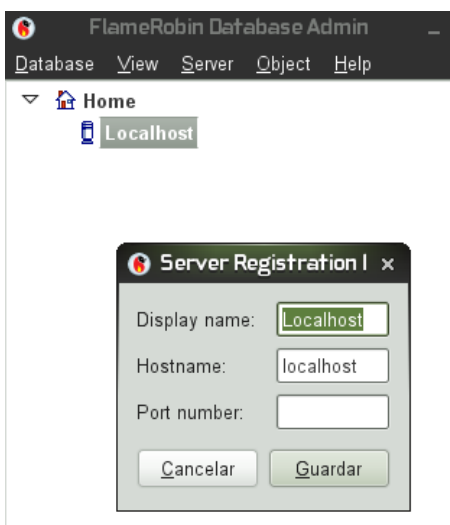 FlameRobin Database Admin
Database View Server Object Help
Home
Localhost
Server Registration I
Display name: Localhost
Hostname: localhost
Port number:
Cancelar Guardar